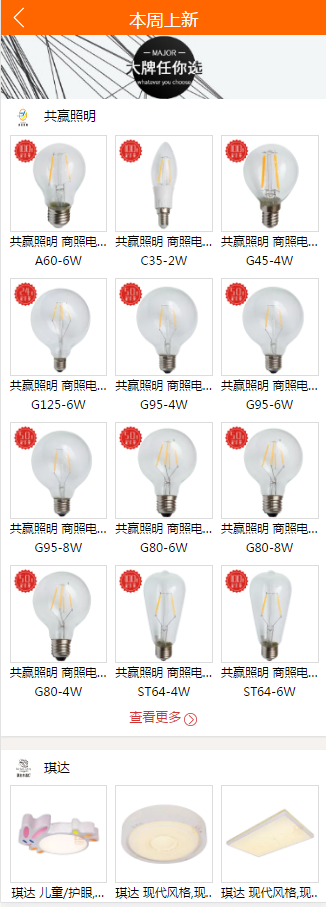 本周上新
MAJOR
大牌任你选
whatever you choose
共赢照明
共赢照明 商照电... 共赢照明 商照电... 共赢照明 商照电...
A60-6W C35-2W G45-4W
共赢照明 商照电... 共赢照明 商照电... 共赢照明 商照电...
G125-6W G95-4W G95-6W
共赢照明 商照电... 共赢照明 商照电... 共赢照明 商照电...
G95-8W G80-6W G80-8W
共赢照明 商照电... 共赢照明 商照电... 共赢照明 商照电...
G80-4W ST64-4W ST64-6W
查看更多
琪达
琪达 儿童/护眼,... 琪达 现代风格,现... 琪达 现代风格,现...